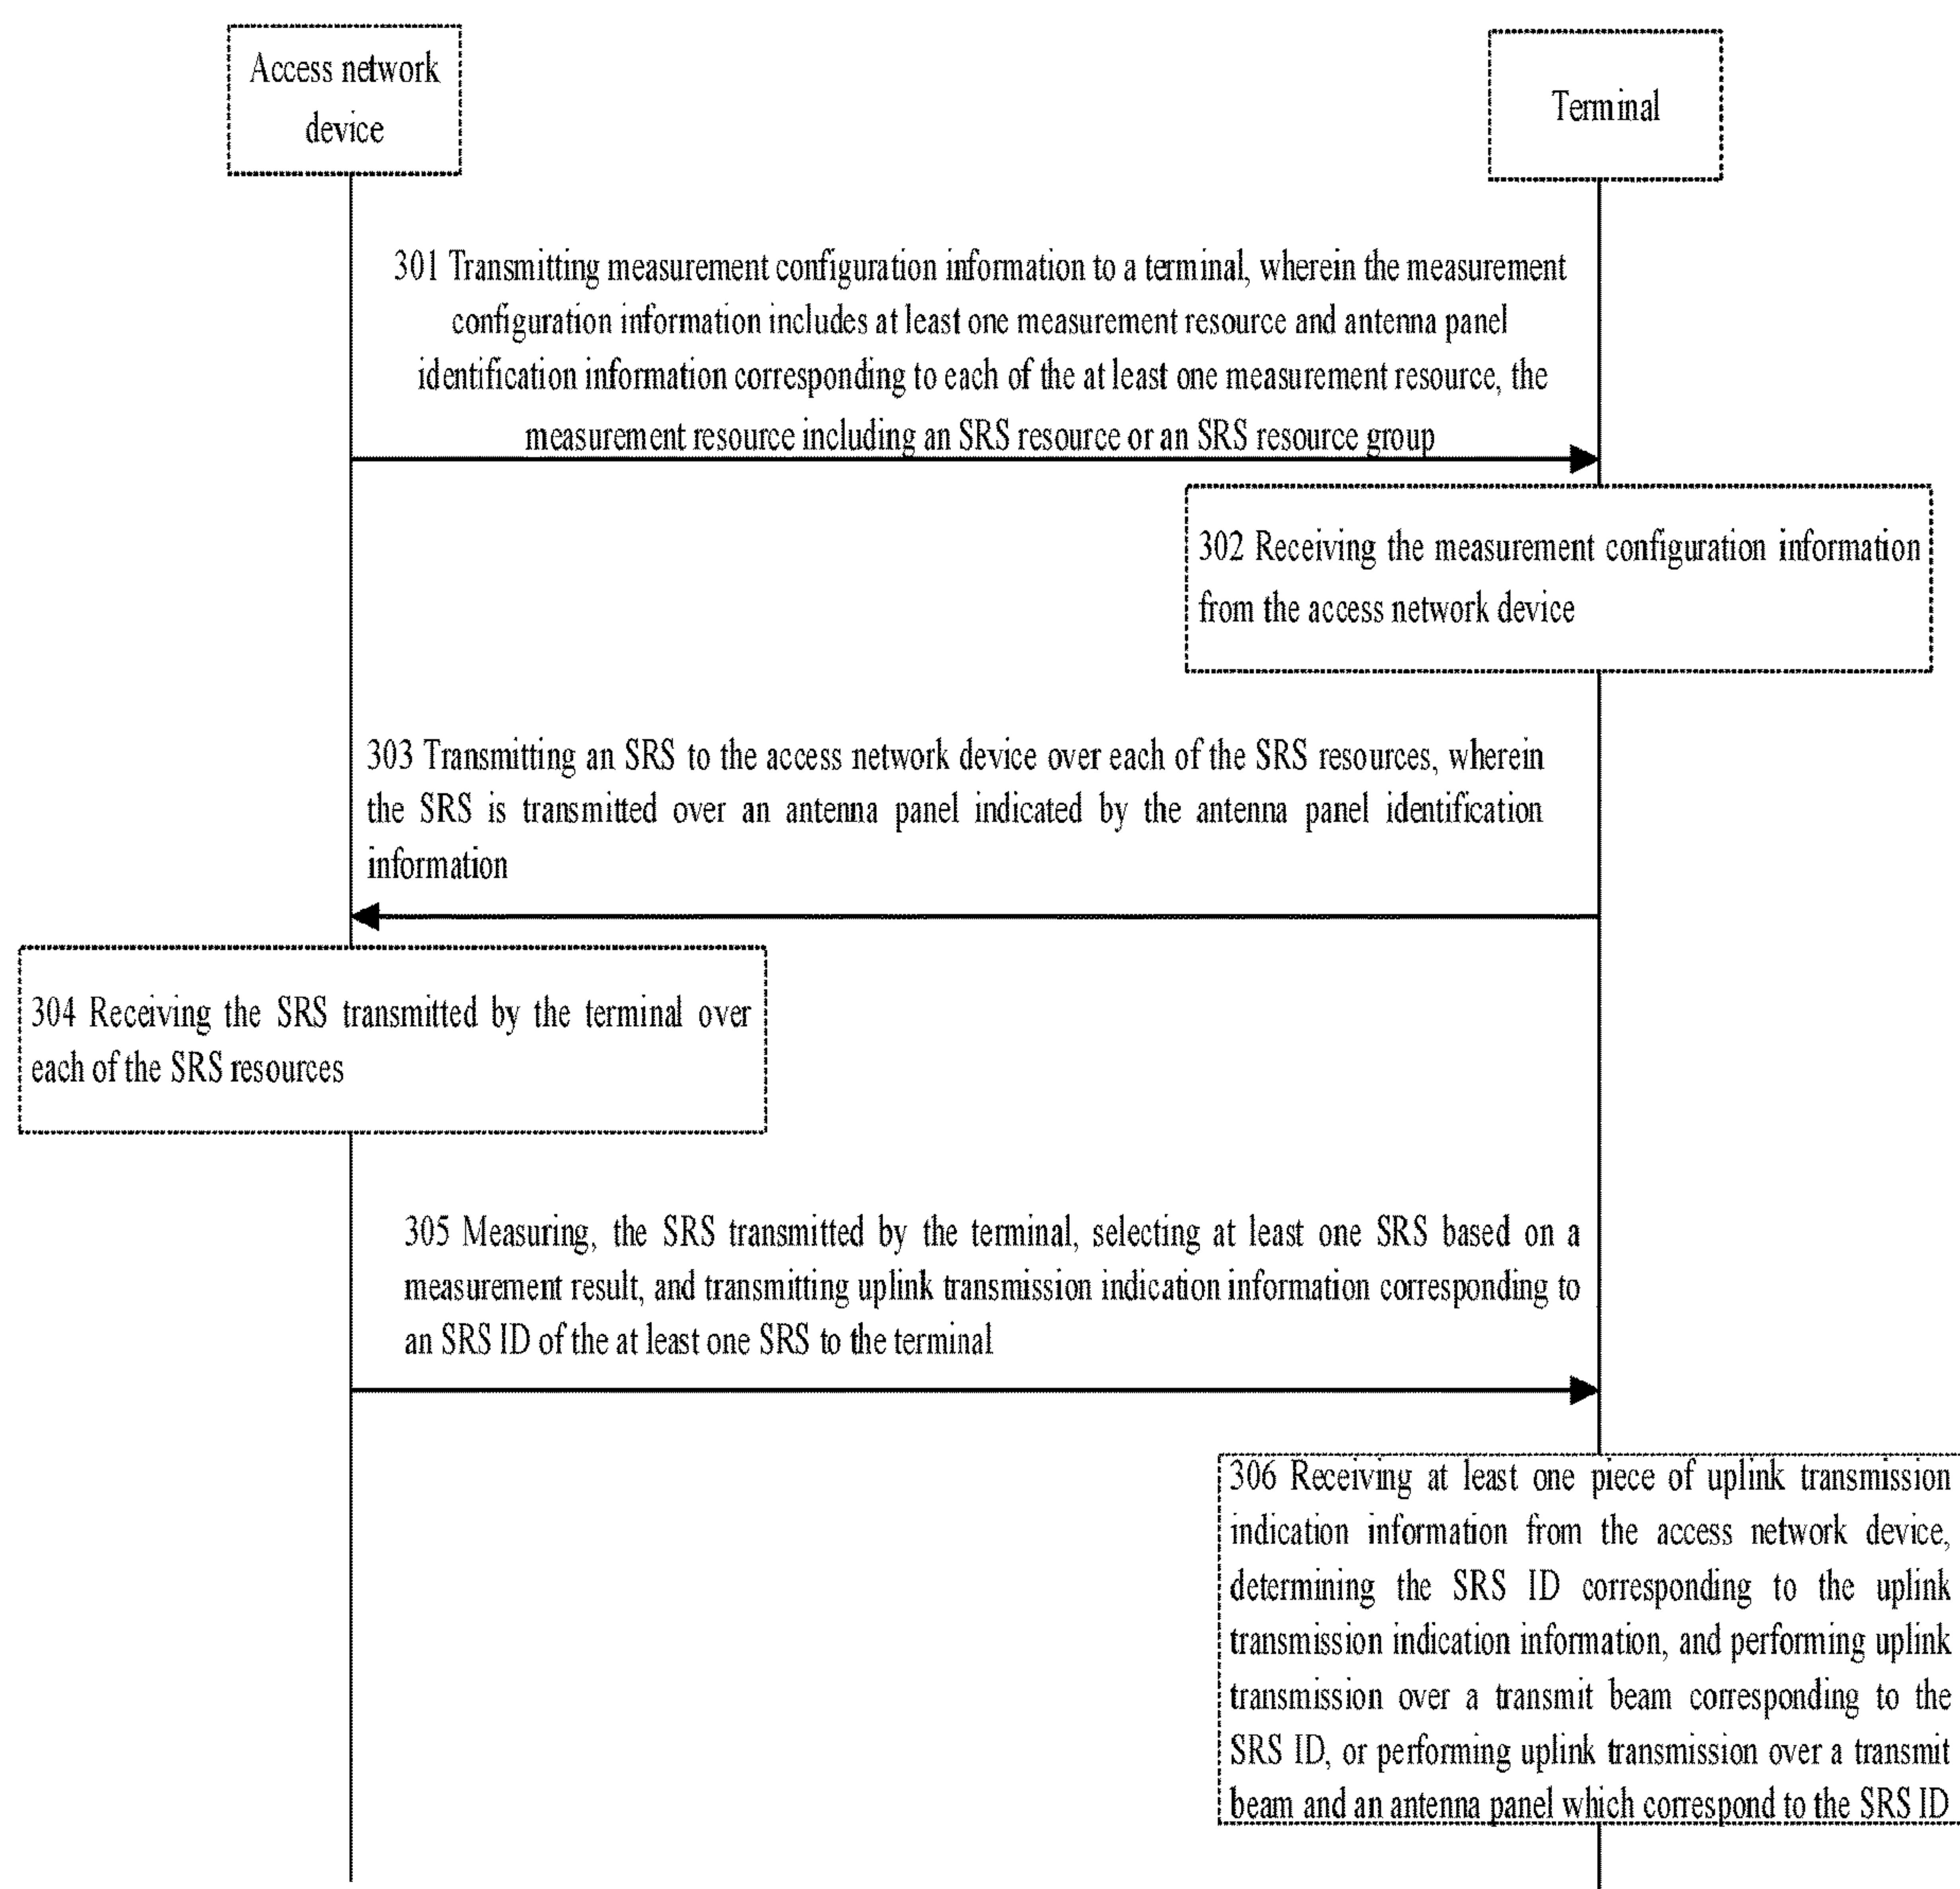 Access network
device
Terminal
301 Transmitting measurement configuration information to a terminal, wherein the measurement
configuration information includes at least one measurement resource and antenna panel
identification information corresponding to each of the at least one measurement resource, the
measurement resource including an SRS resource or an SRS resource group
302 Receiving the measurement configuration information
from the access network device
303 Transmitting an SRS to the access network device over each of the SRS resources, wherein
the SRS is transmitted over an antenna panel indicated by the antenna panel identification
information
304 Receiving the SRS transmitted by the terminal over
each of the SRS resources
305 Measuring, the SRS transmitted by the terminal, selecting at least one SRS based on a
measurement result, and transmitting uplink transmission indication information corresponding to
an SRS ID of the at least one SRS to the terminal
306 Receiving at least one piece of uplink transmission
indication information from the access network device,
determining the SRS ID corresponding to the uplink
transmission indication information, and performing uplink
transmission over a transmit beam corresponding to the
SRS ID, or performing uplink transmission over a transmit
beam and an antenna panel which correspond to the SRS ID